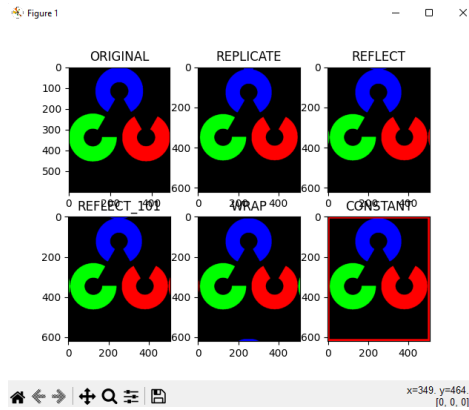 Figure 1
ORIGINAL REPLICATE REFLECT
0 100 200 300 400 500
0 200 400 600
0 200 400 600
0 200 400
0 200 400
0 200 400
REFLECT_101 WRAP CONSTANT
0 200 400 600
0 200 400 600
0 200 400 600
0 200 400
0 200 400
0 200 400
x=349. y=464.
[0, 0, 0]